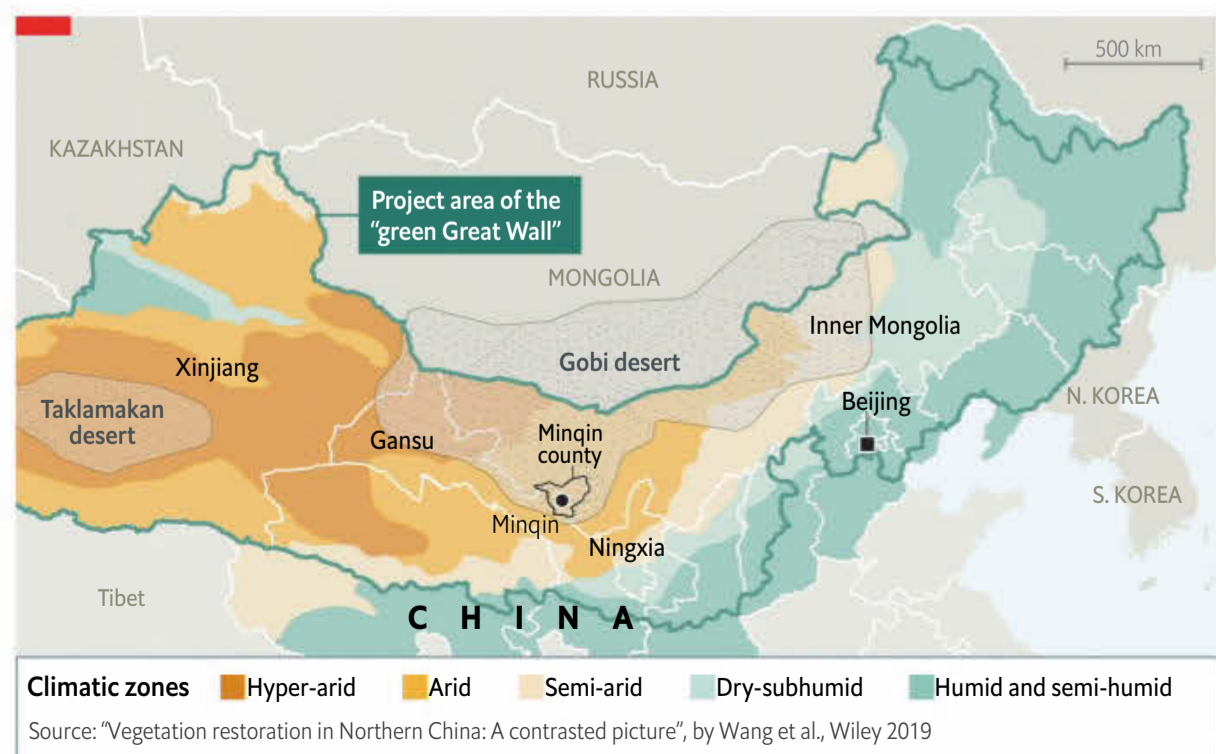 500 km
RUSSIA
KAZAKHSTAN
Project area of the
“green Great Wall”
MONGOLIA
Inner Mongolia
Gobi desert
Xinjiang
Beijing
N. KOREA
Taklamakan
desert
Gansu
Minqin
county
S. KOREA
Minqin
Ningxia
Tibet
CHINA
Climatic zones Hyper-arid Arid Semi-arid Dry-subhumid Humid and semi-humid
Source: “Vegetation restoration in Northern China: A contrasted picture”, by Wang et al., Wiley 2019